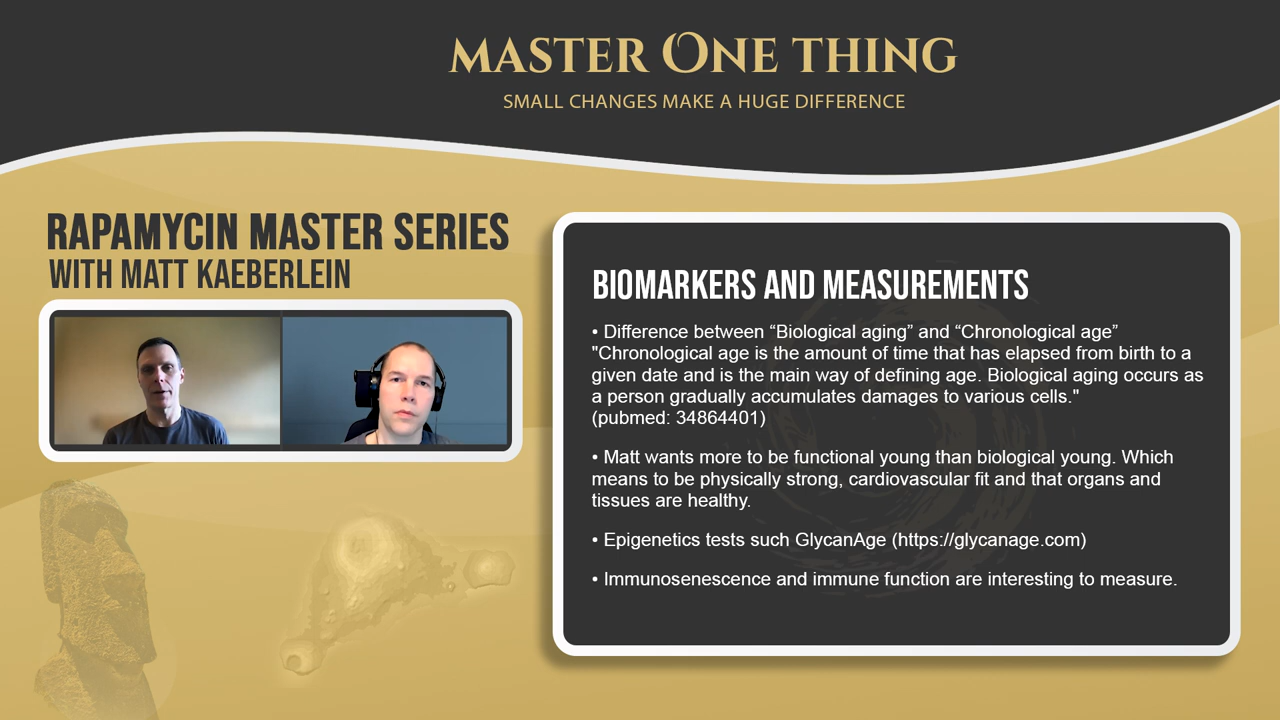 MASTER ONE THING
SMALL CHANGES MAKE A HUGE DIFFERENCE
RAPAMYCIN MASTER SERIES
WITH MATT KAEBERLEIN
BIOMARKERS AND MEASUREMENTS
• Difference between “Biological aging” and “Chronological age”
"Chronological age is the amount of time that has elapsed from birth to a
given date and is the main way of defining age. Biological aging occurs as
a person gradually accumulates damages to various cells."
(pubmed: 34864401)
• Matt wants more to be functional young than biological young. Which
means to be physically strong, cardiovascular fit and that organs and
tissues are healthy.
• Epigenetics tests such GlycanAge (https://glycanage.com)
• Immunosenescence and immune function are interesting to measure.